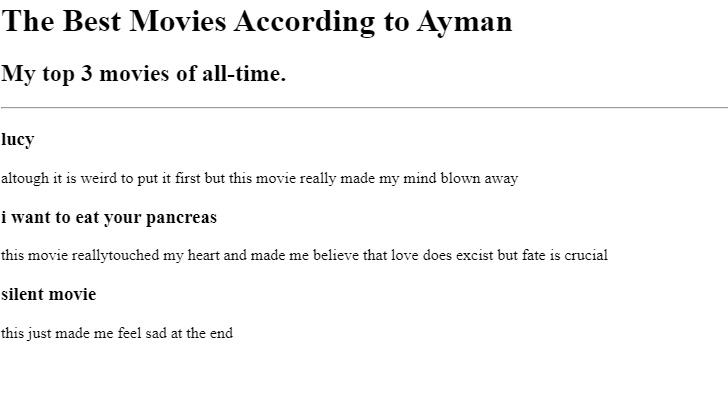 The Best Movies According to Ayman
My top 3 movies of all-time.
lucy
altough it is weird to put it first but this movie really made my mind blown away
i want to eat your pancreas
this movie reallytouched my heart and made me believe that love does excist but fate is crucial
silent movie
this just made me feel sad at the end